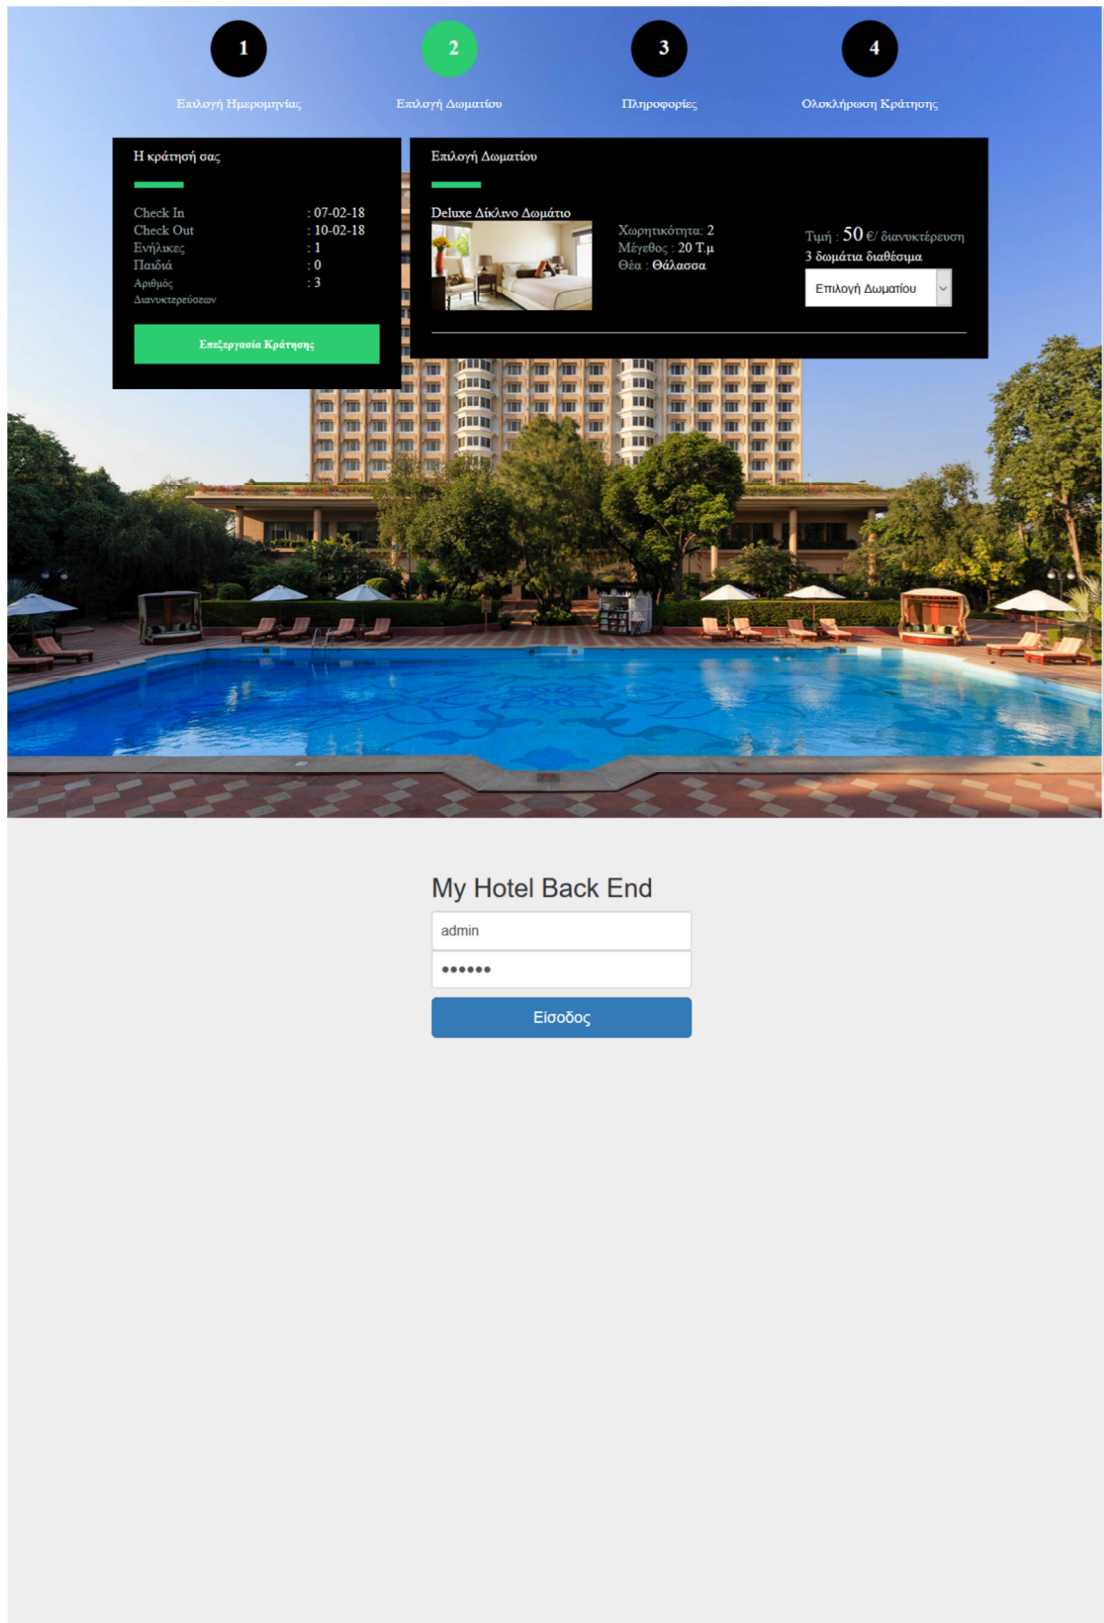 1
2
3
4
Επιλογή Ημερομηνίας
Επιλογή Δωματίου
Πληροφορίες
Ολοκλήρωση Κράτησης
Η κράτησή σας
Check In : 07-02-18
Check Out : 10-02-18
Ενήλικες : 1
Παιδιά : 0
Αριθμός : 3
Διανυκτερεύσεων
Επεξεργασία Κράτησης
Επιλογή Δωματίου
Deluxe Δίκλινο Δωμάτιο
Χωρητικότητα: 2
Μέγεθος : 20 Τ.μ
Θέα : Θάλασσα
Τιμή : 50 €/ διανυκτέρευση
3 δωμάτια διαθέσιμα
Επιλογή Δωματίου
My Hotel Back End
admin
••••••
Είσοδος